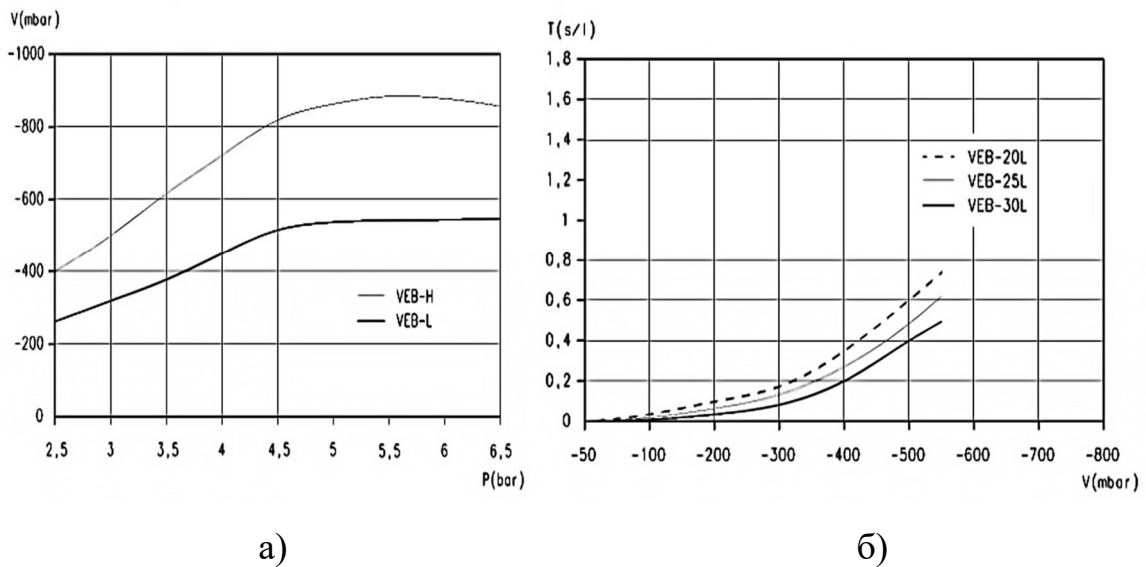 V(mbar)
-1000
-800
-600
-400
-200
0
VEB-H
VEB-L
2,5 3 3,5 4 4,5 5 5,5 6 6,5
P(bar)
а)
T(s/l)
1,8
1,6
1,4
1,2
1
0,8
0,6
0,4
0,2
0
VEB-20L
VEB-25L
VEB-30L
-50 -100 -200 -300 -400 -500 -600 -700 -800
V(mbar)
б)